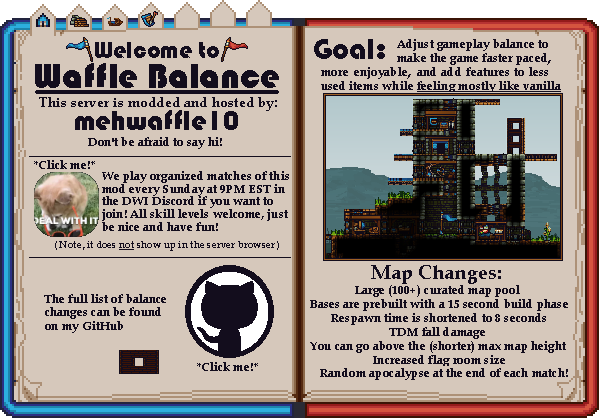 Welcome to
Waffle Balance
This server is modded and hosted by:
mehwaffle10
Don't be afraid to say hi!
*Click me!*
DEAL WITH IT
We play organized matches of this
mod every Sunday at 9PM EST in
the DWI Discord if you want to
join! All skill levels welcome, just
be nice and have fun!
(Note, it does not show up in the server browser)
The full list of balance
changes can be found
on my GitHub
*Click me!*
Goal:
Adjust gameplay balance to
make the game faster paced,
more enjoyable, and add features to less
used items while feeling mostly like vanilla
Map Changes:
Large (100+) curated map pool
Bases are prebuilt with a 15 second build phase
Respawn time is shortened to 8 seconds
TDM fall damage
You can go above the (shorter) max map height
Increased flag room size
Random apocalypse at the end of each match!